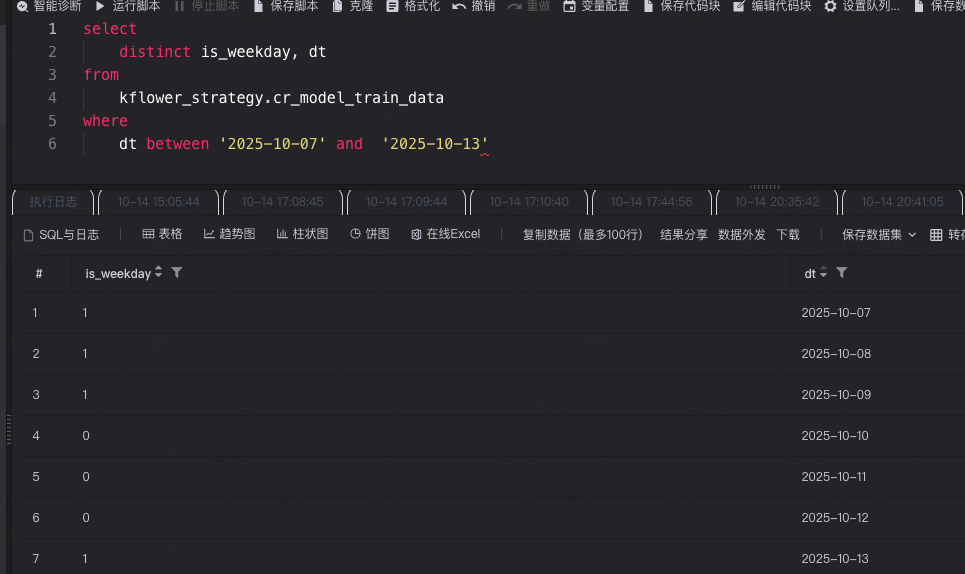 智能诊断 运行脚本 停止脚本 保存脚本 克隆 格式化 撤销 重做 变量配置 保存代码块 编辑代码块 设置队列... 保存数
1 select
2 distinct is_weekday, dt
3 from
4 kflower_strategy.cr_model_train_data
5 where
6 dt between '2025-10-07' and '2025-10-13'
执行日志 10-14 15:05:44 10-14 17:08:45 10-14 17:09:44 10-14 17:10:40 10-14 17:44:56 10-14 20:35:42 10-14 20:41:05
SQL与日志 表格 趋势图 柱状图 饼图 在线Excel 复制数据（最多100行） 结果分享 数据外发 下载 保存数据集 转存
# is_weekday dt
1 1 2025-10-07
2 1 2025-10-08
3 1 2025-10-09
4 0 2025-10-10
5 0 2025-10-11
6 0 2025-10-12
7 1 2025-10-13